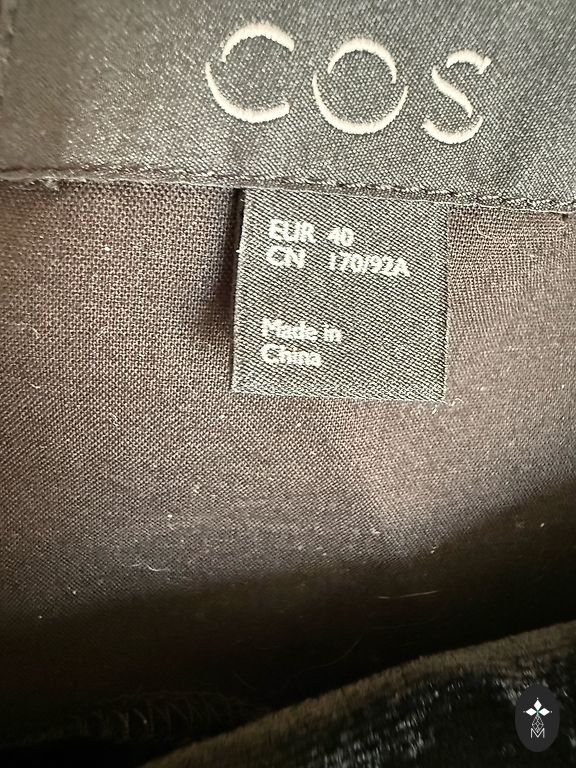 COS
EUR 40
CN 170/92A
Made in
China
M